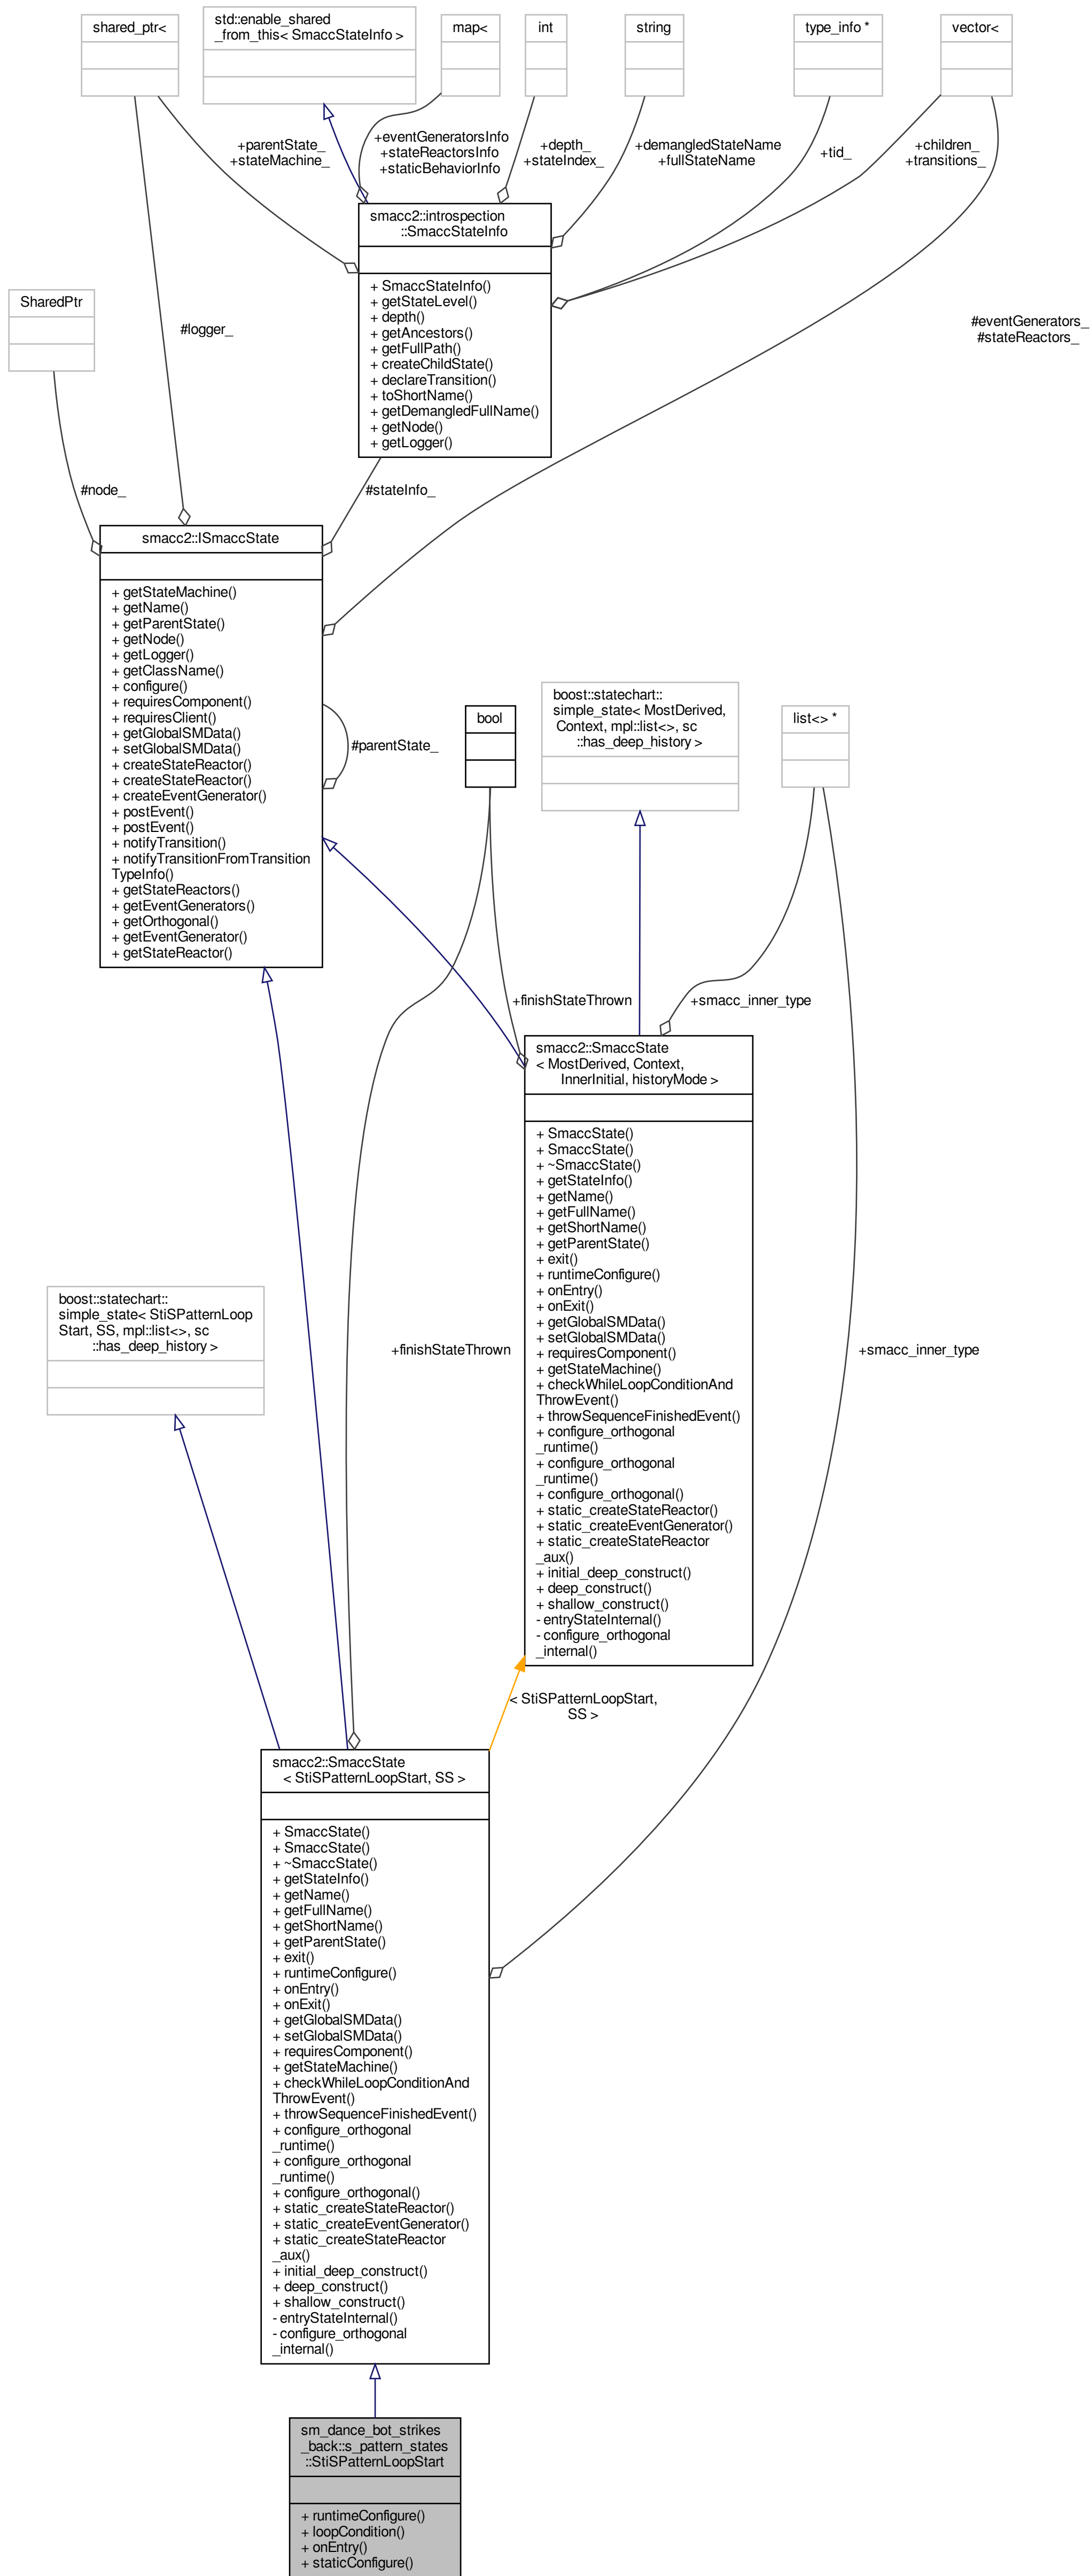 shared_ptr<
std::enable_shared
_from_this< SmaccStateInfo >
map<
int
string
type_info *
vector<
+parentState_
+stateMachine_
+eventGeneratorsInfo
+stateReactorsInfo
+staticBehaviorInfo
+depth_
+stateIndex_
+demangledStateName
+fullStateName
+tid_
+children_
+transitions_
smacc2::introspection
::SmaccStateInfo
+ SmaccStateInfo()
+ getStateLevel()
+ depth()
+ getAncestors()
+ getFullPath()
+ createChildState()
+ declareTransition()
+ toShortName()
+ getDemangledFullName()
+ getNode()
+ getLogger()
SharedPtr
#logger_
#eventGenerators_
#stateReactors_
#node_
#stateInfo_
smacc2::ISmaccState
+ getStateMachine()
+ getName()
+ getParentState()
+ getNode()
+ getLogger()
+ getClassName()
+ configure()
+ requiresComponent()
+ requiresClient()
+ getGlobalSMData()
+ setGlobalSMData()
+ createStateReactor()
+ createStateReactor()
+ createEventGenerator()
+ postEvent()
+ postEvent()
+ notifyTransition()
+ notifyTransitionFromTransition
TypeInfo()
+ getStateReactors()
+ getEventGenerators()
+ getOrthogonal()
+ getEventGenerator()
+ getStateReactor()
#parentState_
bool
boost::statechart::
simple_state< MostDerived,
Context, mpl::list<>, sc
::has_deep_history >
list<> *
+finishStateThrown
+smacc_inner_type
smacc2::SmaccState
< MostDerived, Context,
InnerInitial, historyMode >
+ SmaccState()
+ SmaccState()
+ ~SmaccState()
+ getStateInfo()
+ getName()
+ getFullName()
+ getShortName()
+ getParentState()
+ exit()
+ runtimeConfigure()
+ onEntry()
+ onExit()
+ getGlobalSMData()
+ setGlobalSMData()
+ requiresComponent()
+ getStateMachine()
+ checkWhileLoopConditionAnd
ThrowEvent()
+ throwSequenceFinishedEvent()
+ configure_orthogonal
_runtime()
+ configure_orthogonal
_runtime()
+ configure_orthogonal()
+ static_createStateReactor()
+ static_createEventGenerator()
+ static_createStateReactor
_aux()
+ initial_deep_construct()
+ deep_construct()
+ shallow_construct()
- entryStateInternal()
- configure_orthogonal
_internal()
boost::statechart::
simple_state< StiSPatternLoop
Start, SS, mpl::list<>, sc
::has_deep_history >
+finishStateThrown
+smacc_inner_type
< StiSPatternLoopStart,
SS >
smacc2::SmaccState
< StiSPatternLoopStart, SS >
+ SmaccState()
+ SmaccState()
+ ~SmaccState()
+ getStateInfo()
+ getName()
+ getFullName()
+ getShortName()
+ getParentState()
+ exit()
+ runtimeConfigure()
+ onEntry()
+ onExit()
+ getGlobalSMData()
+ setGlobalSMData()
+ requiresComponent()
+ getStateMachine()
+ checkWhileLoopConditionAnd
ThrowEvent()
+ throwSequenceFinishedEvent()
+ configure_orthogonal
_runtime()
+ configure_orthogonal
_runtime()
+ configure_orthogonal()
+ static_createStateReactor()
+ static_createEventGenerator()
+ static_createStateReactor
_aux()
+ initial_deep_construct()
+ deep_construct()
+ shallow_construct()
- entryStateInternal()
- configure_orthogonal
_internal()
sm_dance_bot_strikes
_back::s_pattern_states
::StiSPatternLoopStart
+ runtimeConfigure()
+ loopCondition()
+ onEntry()
+ staticConfigure()